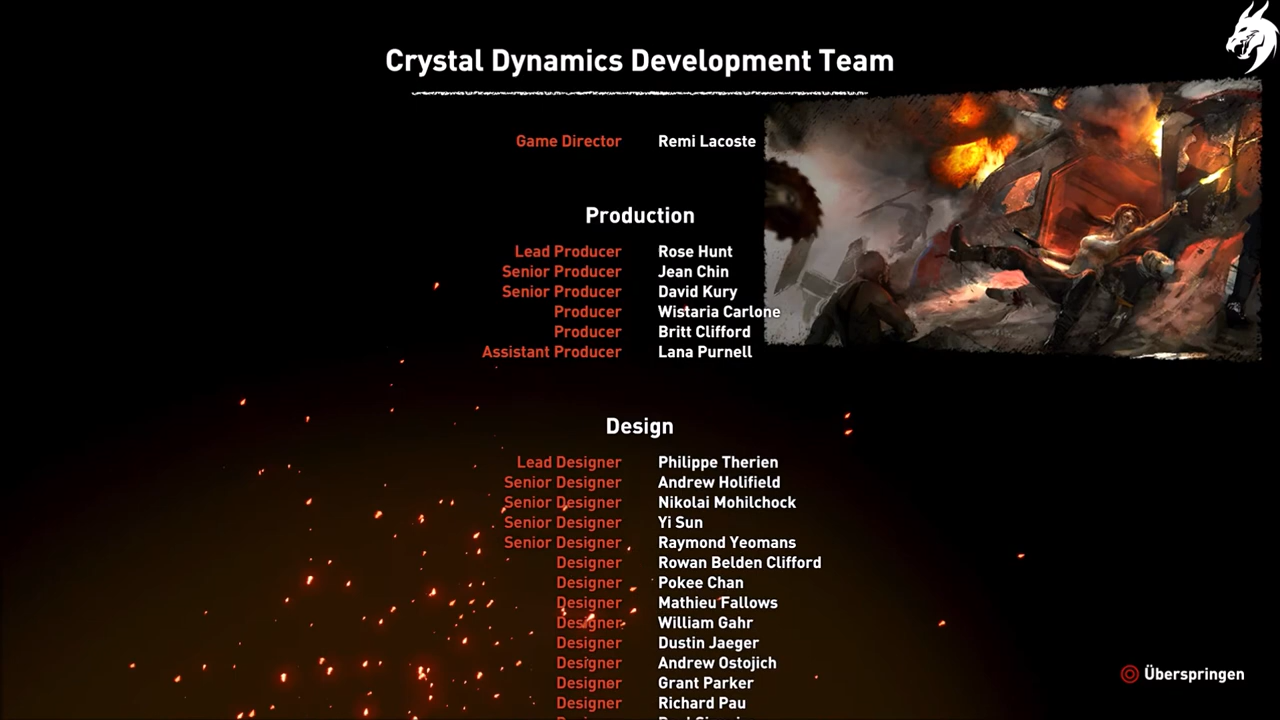 Crystal Dynamics Development Team
Game Director Remi Lacoste
Production
Lead Producer Rose Hunt
Senior Producer Jean Chin
Senior Producer David Kury
Producer Wistaria Carlone
Producer Britt Clifford
Assistant Producer Lana Purnell
Design
Lead Designer Philippe Therien
Senior Designer Andrew Holifield
Senior Designer Nikolai Mohilchock
Senior Designer Yi Sun
Senior Designer Raymond Yeomans
Designer Rowan Belden Clifford
Designer Pokee Chan
Designer Mathieu Fallows
Designer William Gahr
Designer Dustin Jaeger
Designer Andrew Ostojich
Designer Grant Parker
Designer Richard Pau
Überspringen